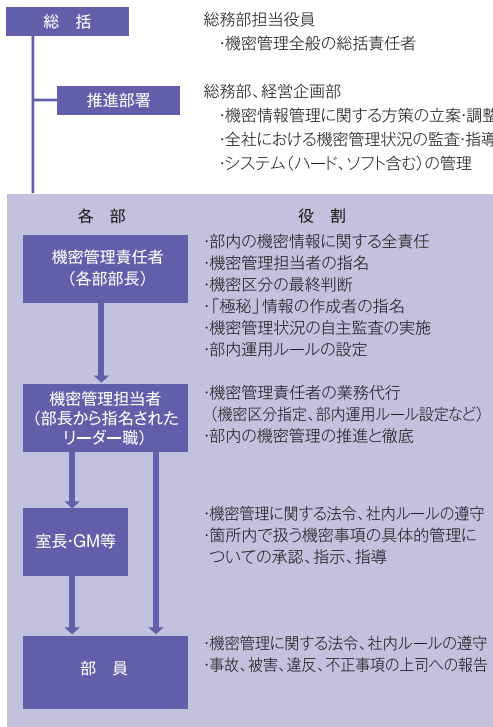 総　括
総務部担当役員
・機密管理全般の総括責任者
推進部署
総務部、経営企画部
・機密情報管理に関する方策の立案・調整
・全社における機密管理状況の監査・指導
・システム（ハード、ソフト含む）の管理
各　部
役　割
機密管理責任者
（各部部長）
・部内の機密情報に関する全責任
・機密管理担当者の指名
・機密区分の最終判断
・「極秘」情報の作成者の指名
・機密管理状況の自主監査の実施
・部内運用ルールの設定
機密管理担当者
（部長から指名された
リーダー職）
・機密管理責任者の業務代行
（機密区分指定、部内運用ルール設定など）
・部内の機密管理の推進と徹底
室長・GM等
・機密管理に関する法令、社内ルールの遵守
・箇所内で扱う機密事項の具体的管理に
ついての承認、指示、指導
部　員
・機密管理に関する法令、社内ルールの遵守
・事故、被害、違反、不正事項の上司への報告